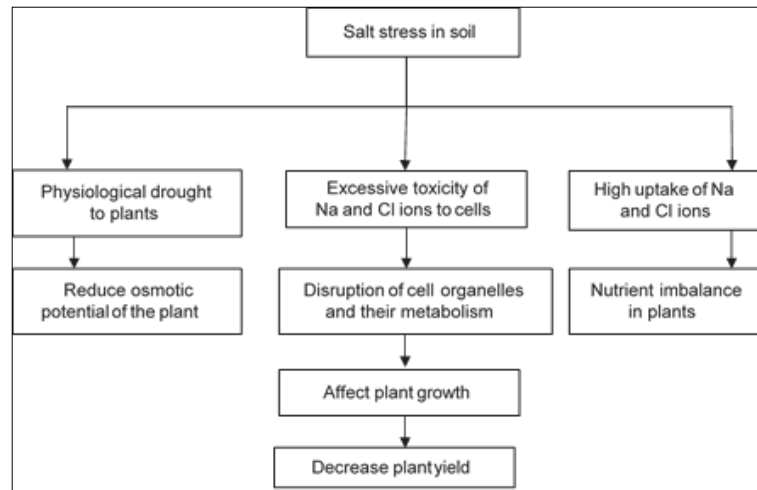 Salt stress in soil
Physiological drought
to plants
Excessive toxicity of
Na and Cl ions to cells
High uptake of Na
and Cl ions
Reduce osmotic
potential of the plant
Disruption of cell organelles
and their metabolism
Nutrient imbalance
in plants
Affect plant growth
Decrease plant yield